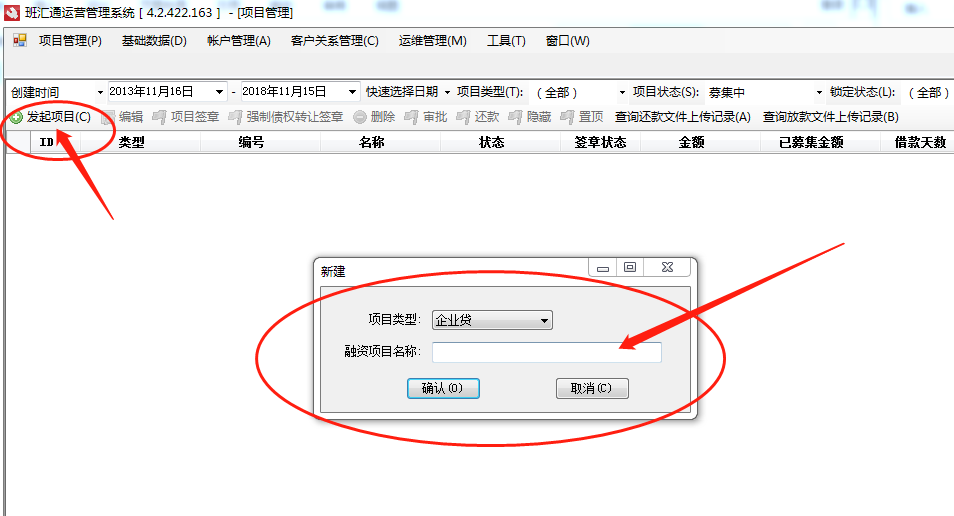 班汇通运营管理系统 [ 4.2.422.163 ] - [项目管理]
项目管理(P) 基础数据(D) 帐户管理(A) 客户关系管理(C) 运维管理(M) 工具(T) 窗口(W)
创建时间 2013年11月16日 - 2018年11月15日 快速选择日期 项目类型(T): （全部） 项目状态(S): 募集中 锁定状态(L): （全部）
发起项目(C) 编辑 项目签章 强制债权转让签章 删除 审批 还款 隐藏 置顶 查询还款文件上传记录(A) 查询放款文件上传记录(B)
ID 类型 编号 名称 状态 签章状态 金额 已募集金额 借款天数
新建
项目类型: 企业贷
融资项目名称:
确认(O) 取消(C)